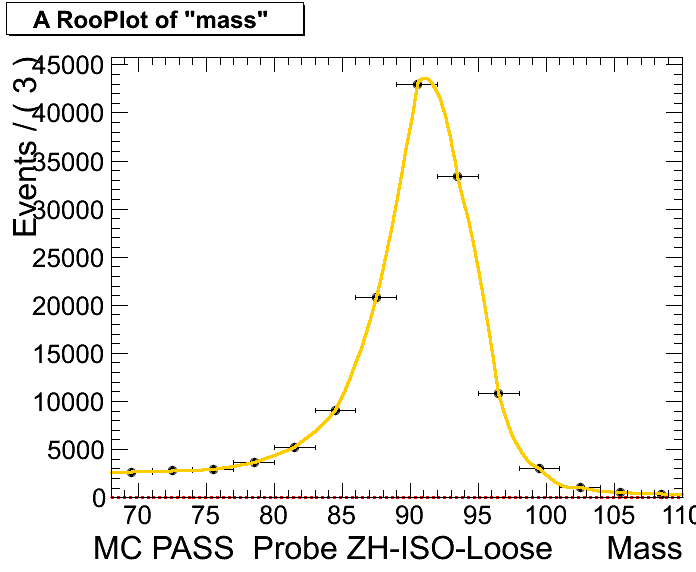 A RooPlot of "mass"
Events / ( 3 )
45000
40000
35000
30000
25000
20000
15000
10000
5000
0
70 75 80 85 90 95 100 105 110
MC PASS Probe ZH-ISO-Loose Mass